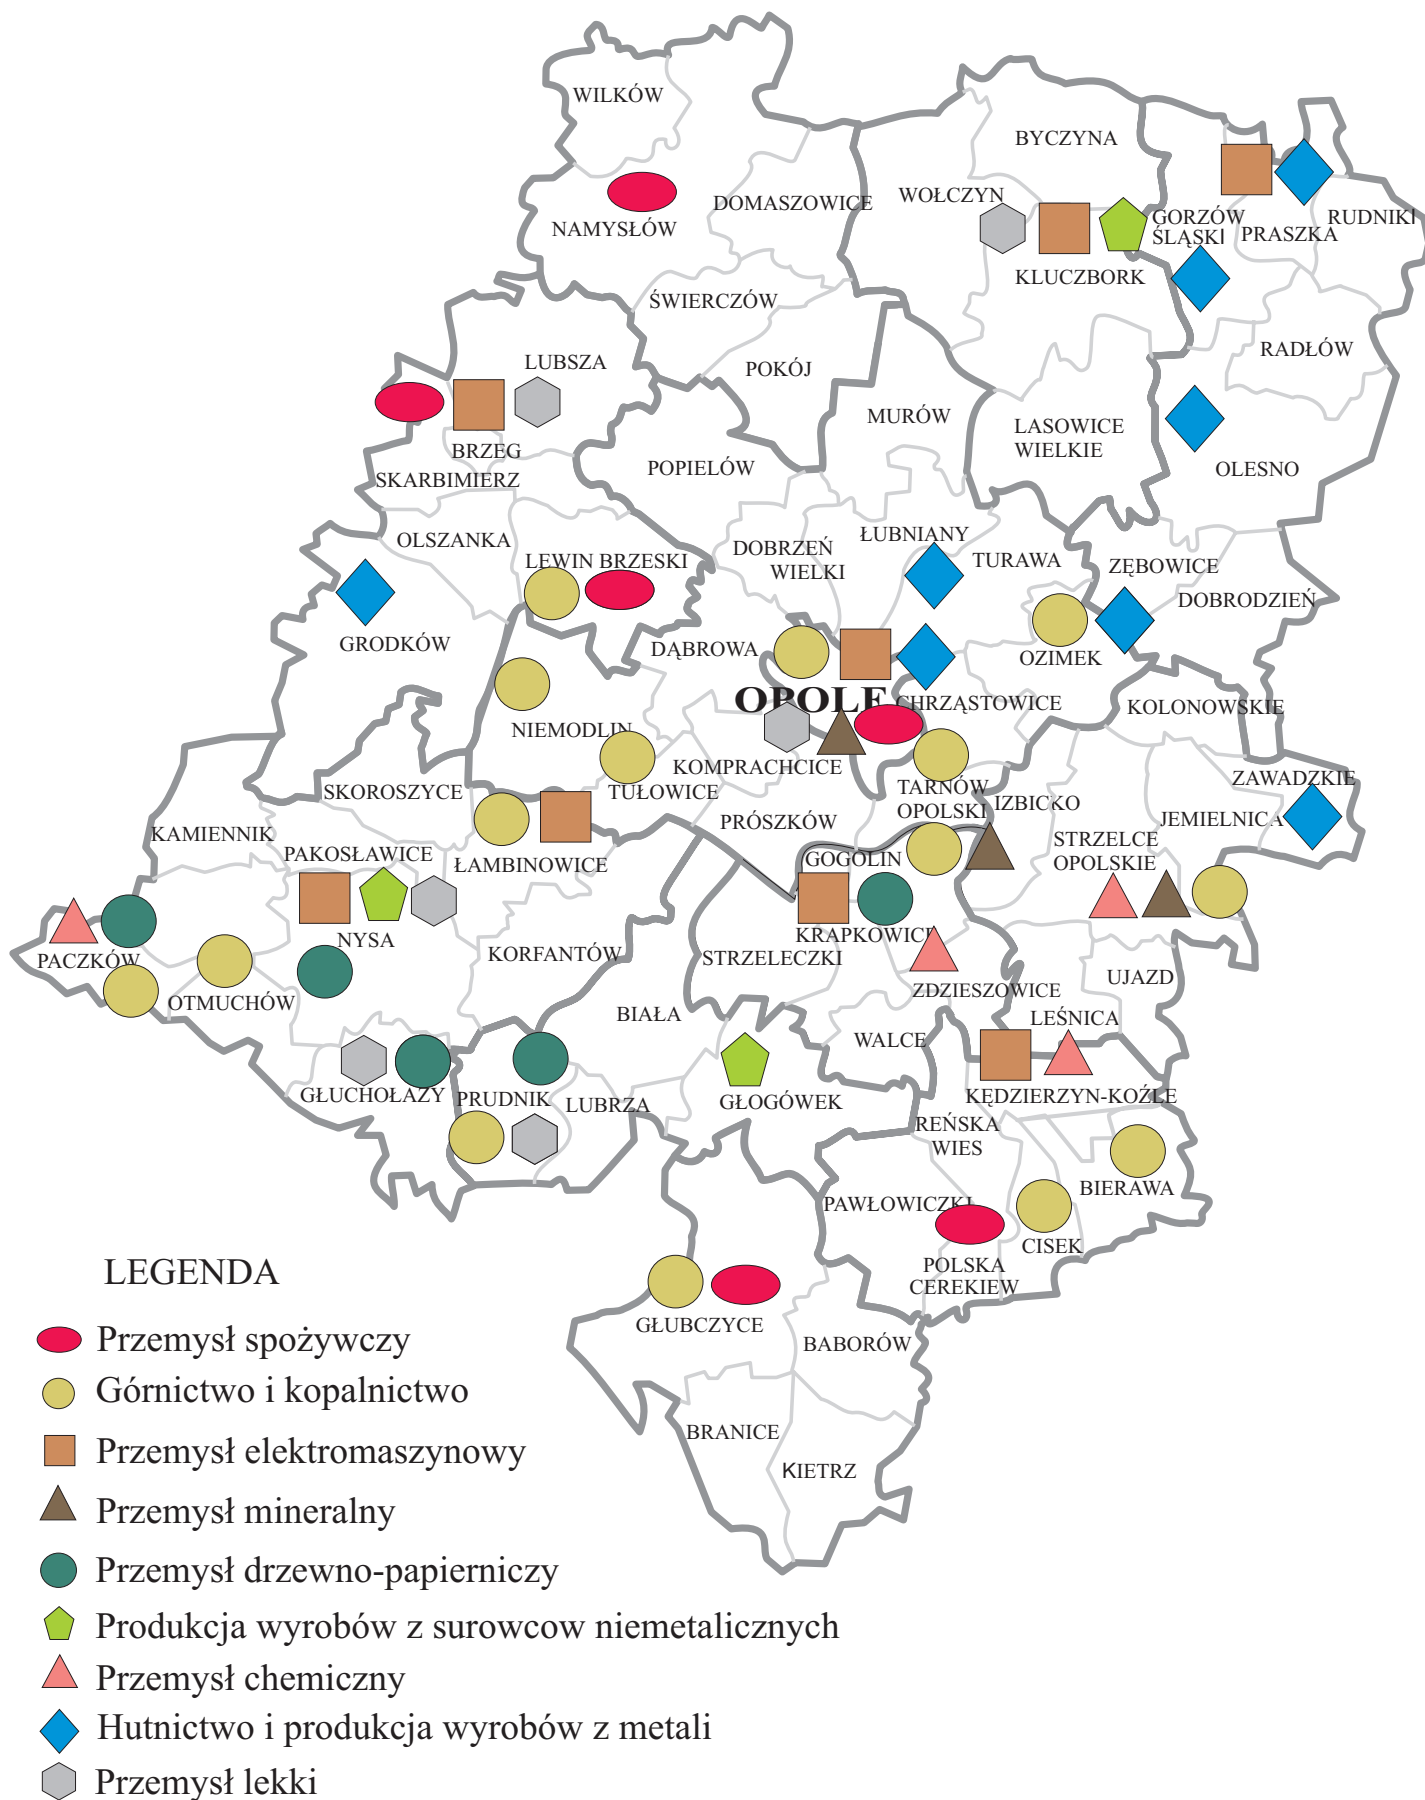 WILKÓW
BYCZYNA
WOŁCZYN
DOMASZOWICE
NAMYSŁÓW
GORZÓW
ŚLĄSKI
PRASZKA
RUDNIKI
KLUCZBORK
ŚWIERCZÓW
RADŁÓW
LUBSZA
POKÓJ
MURÓW
LASOWICE
WIELKIE
BRZEG
POPIELÓW
OLESNO
SKARBIMIERZ
OLSZANKA
ŁUBNIANY
DOBRZEŃ
WIELKI
LEWIN BRZESKI
TURAWA
ZĘBOWICE
DOBRODZIEŃ
GRODKÓW
DĄBROWA
OZIMEK
OPOLE
CHRZĄSTOWICE
KOLONOWSKIE
NIEMODLIN
KOMPRACHCICE
ZAWADZKIE
SKOROSZYCE
TUŁOWICE
TARNÓW
OPOLSKI
IZBICKO
KAMIENNIK
PRÓSZKÓW
JEMIELNICA
STRZELCE
OPOLSKIE
PAKOSŁAWICE
ŁAMBINOWICE
GOGOLIN
NYSA
KRAPKOWICE
KORFANTÓW
STRZELECZKI
PACZKÓW
OTMUCHÓW
UJAZD
ZDZIESZOWICE
BIAŁA
LEŚNICA
WALCE
GŁUCHOŁAZY
PRUDNIK
LUBRZA
GŁOGÓWEK
KĘDZIERZYN-KOŹLE
REŃSKA
WIES
BIERAWA
PAWŁOWICZKI
CISEK
POLSKA
CEREKIEW
GŁUBCZYCE
BABORÓW
BRANICE
KIETRZ
LEGENDA
Przemysł spożywczy
Górnictwo i kopalnictwo
Przemysł elektromaszynowy
Przemysł mineralny
Przemysł drzewno-papierniczy
Produkcja wyrobów z surowcow niemetalicznych
Przemysł chemiczny
Hutnictwo i produkcja wyrobów z metali
Przemysł lekki